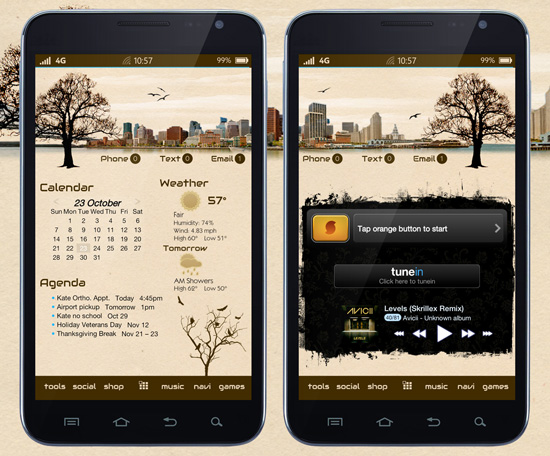 4G 10:57 99%
Phone 0 Text 0 Email 1
Calendar
23 October
Sun Mon Tue Wed Thu Fri Sat
1 2 3 4 5 6
7 8 9 10 11 12 13
14 15 16 17 18 19 20
21 22 23 24 25 26 27
28 29 30 31
Weather
57°
Fair
Humidity: 74%
Wind: 4.83 mph
High 60° Low 51°
Tomorrow
AM Showers
High 62° Low 50°
Agenda
• Kate Ortho. Appt. Today 4:45pm
• Airport pickup Tomorrow 1pm
• Kate no school Oct 29
• Holiday Veterans Day Nov 12
• Thanksgiving Break Nov 21 – 23
tools social shop music navi games
4G 10:57 99%
Phone 0 Text 0 Email 1
Tap orange button to start
tunein
Click here to tunein
AVICII
LEVELS
Levels (Skrillex Remix)
40/81 Avicii - Unknown album
tools social shop music navi games